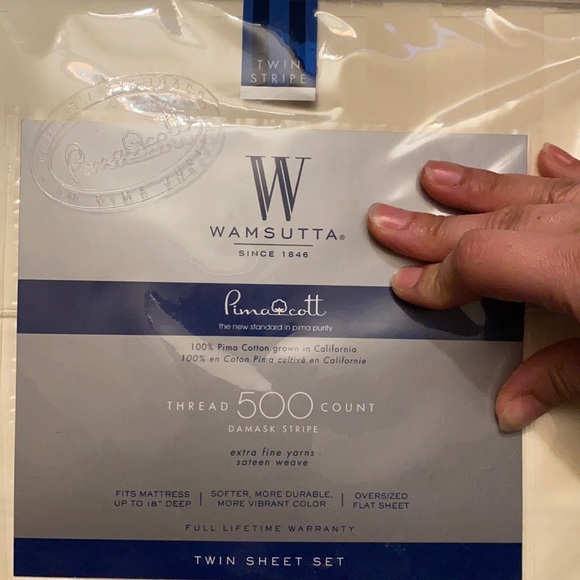 TWIN
STRIPE
Pimacott
W
WAMSUTTA®
SINCE 1846
Pimacott
the new standard in pima purity
100% Pima Cotton grown in California
100% en Coton Pima cultivé en Californie
THREAD 500 COUNT
DAMASK STRIPE
extra fine yarns
sateen weave
FITS MATTRESS
UP TO 18" DEEP
SOFTER, MORE DURABLE,
MORE VIBRANT COLOR
OVERSIZED
FLAT SHEET
FULL LIFETIME WARRANTY
TWIN SHEET SET